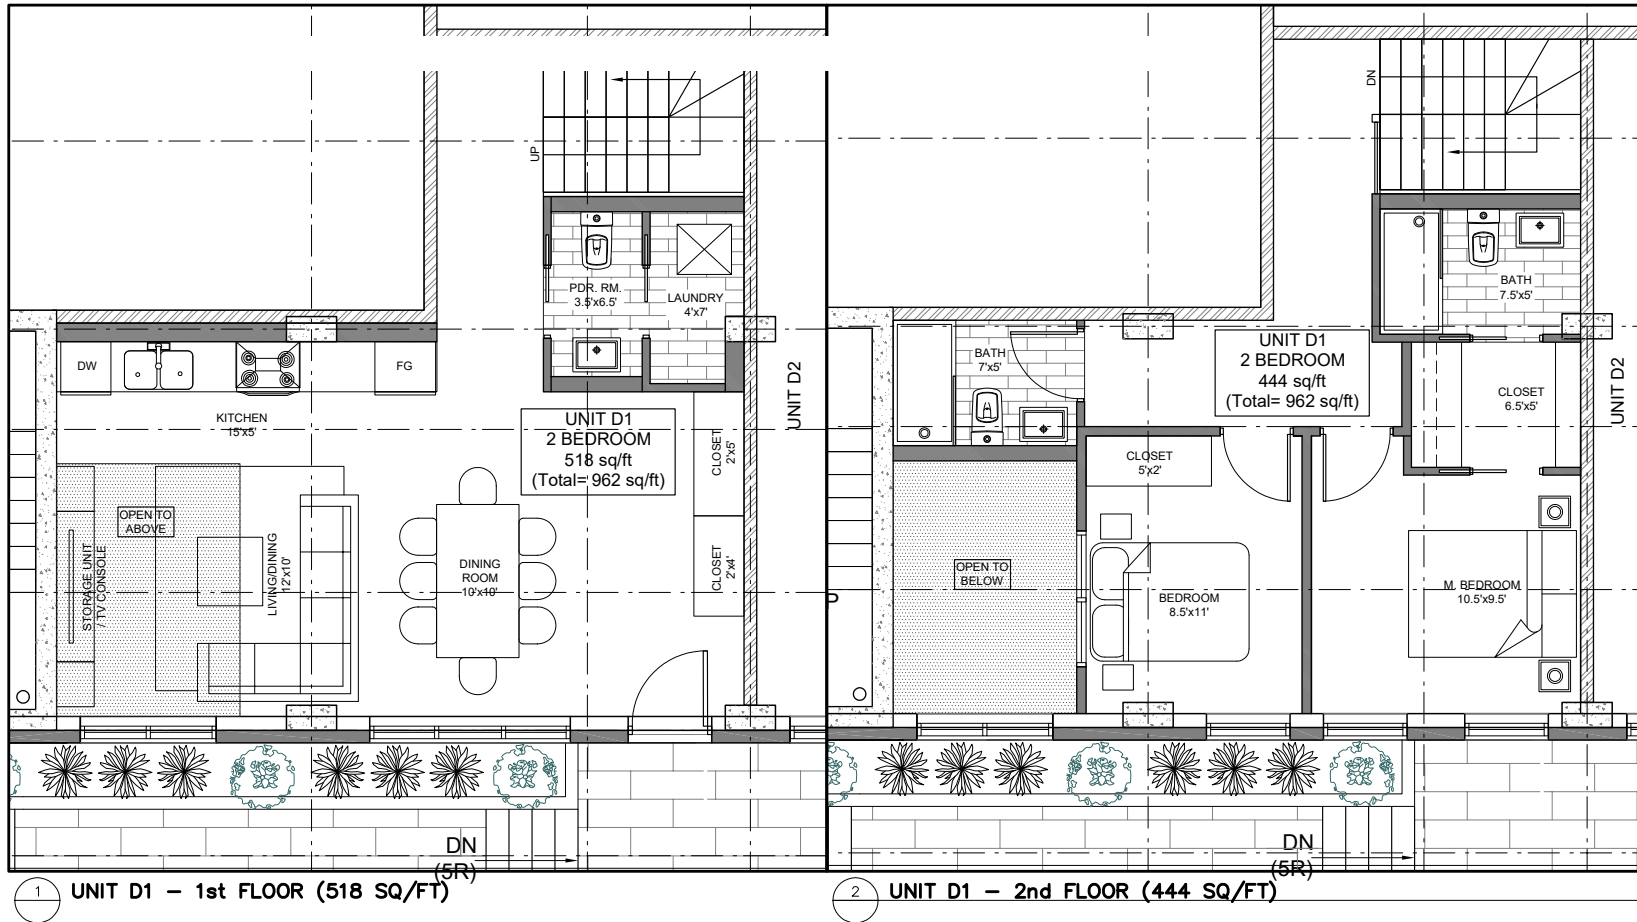 UP
PDR. RM.
3.5'x6.5'
LAUNDRY
4'x7'
DW
FG
KITCHEN
15'x5'
UNIT D1
2 BEDROOM
518 sq/ft
(Total= 962 sq/ft)
UNIT D2
CLOSET
2'x5'
OPEN TO
ABOVE
STORAGE UNIT
/ TV CONSOLE
LIVING/DINING
12'x10'
DINING
ROOM
10'x10'
CLOSET
2'x4'
DN
(5R)
1
UNIT D1 - 1st FLOOR (518 SQ/FT)
DN
BATH
7.5'x5'
BATH
7'x5'
UNIT D1
2 BEDROOM
444 sq/ft
(Total= 962 sq/ft)
CLOSET
6.5'x5'
UNIT D2
CLOSET
5'x2'
OPEN TO
BELOW
BEDROOM
8.5'x11'
M. BEDROOM
10.5'x9.5'
DN
(5R)
2
UNIT D1 - 2nd FLOOR (444 SQ/FT)